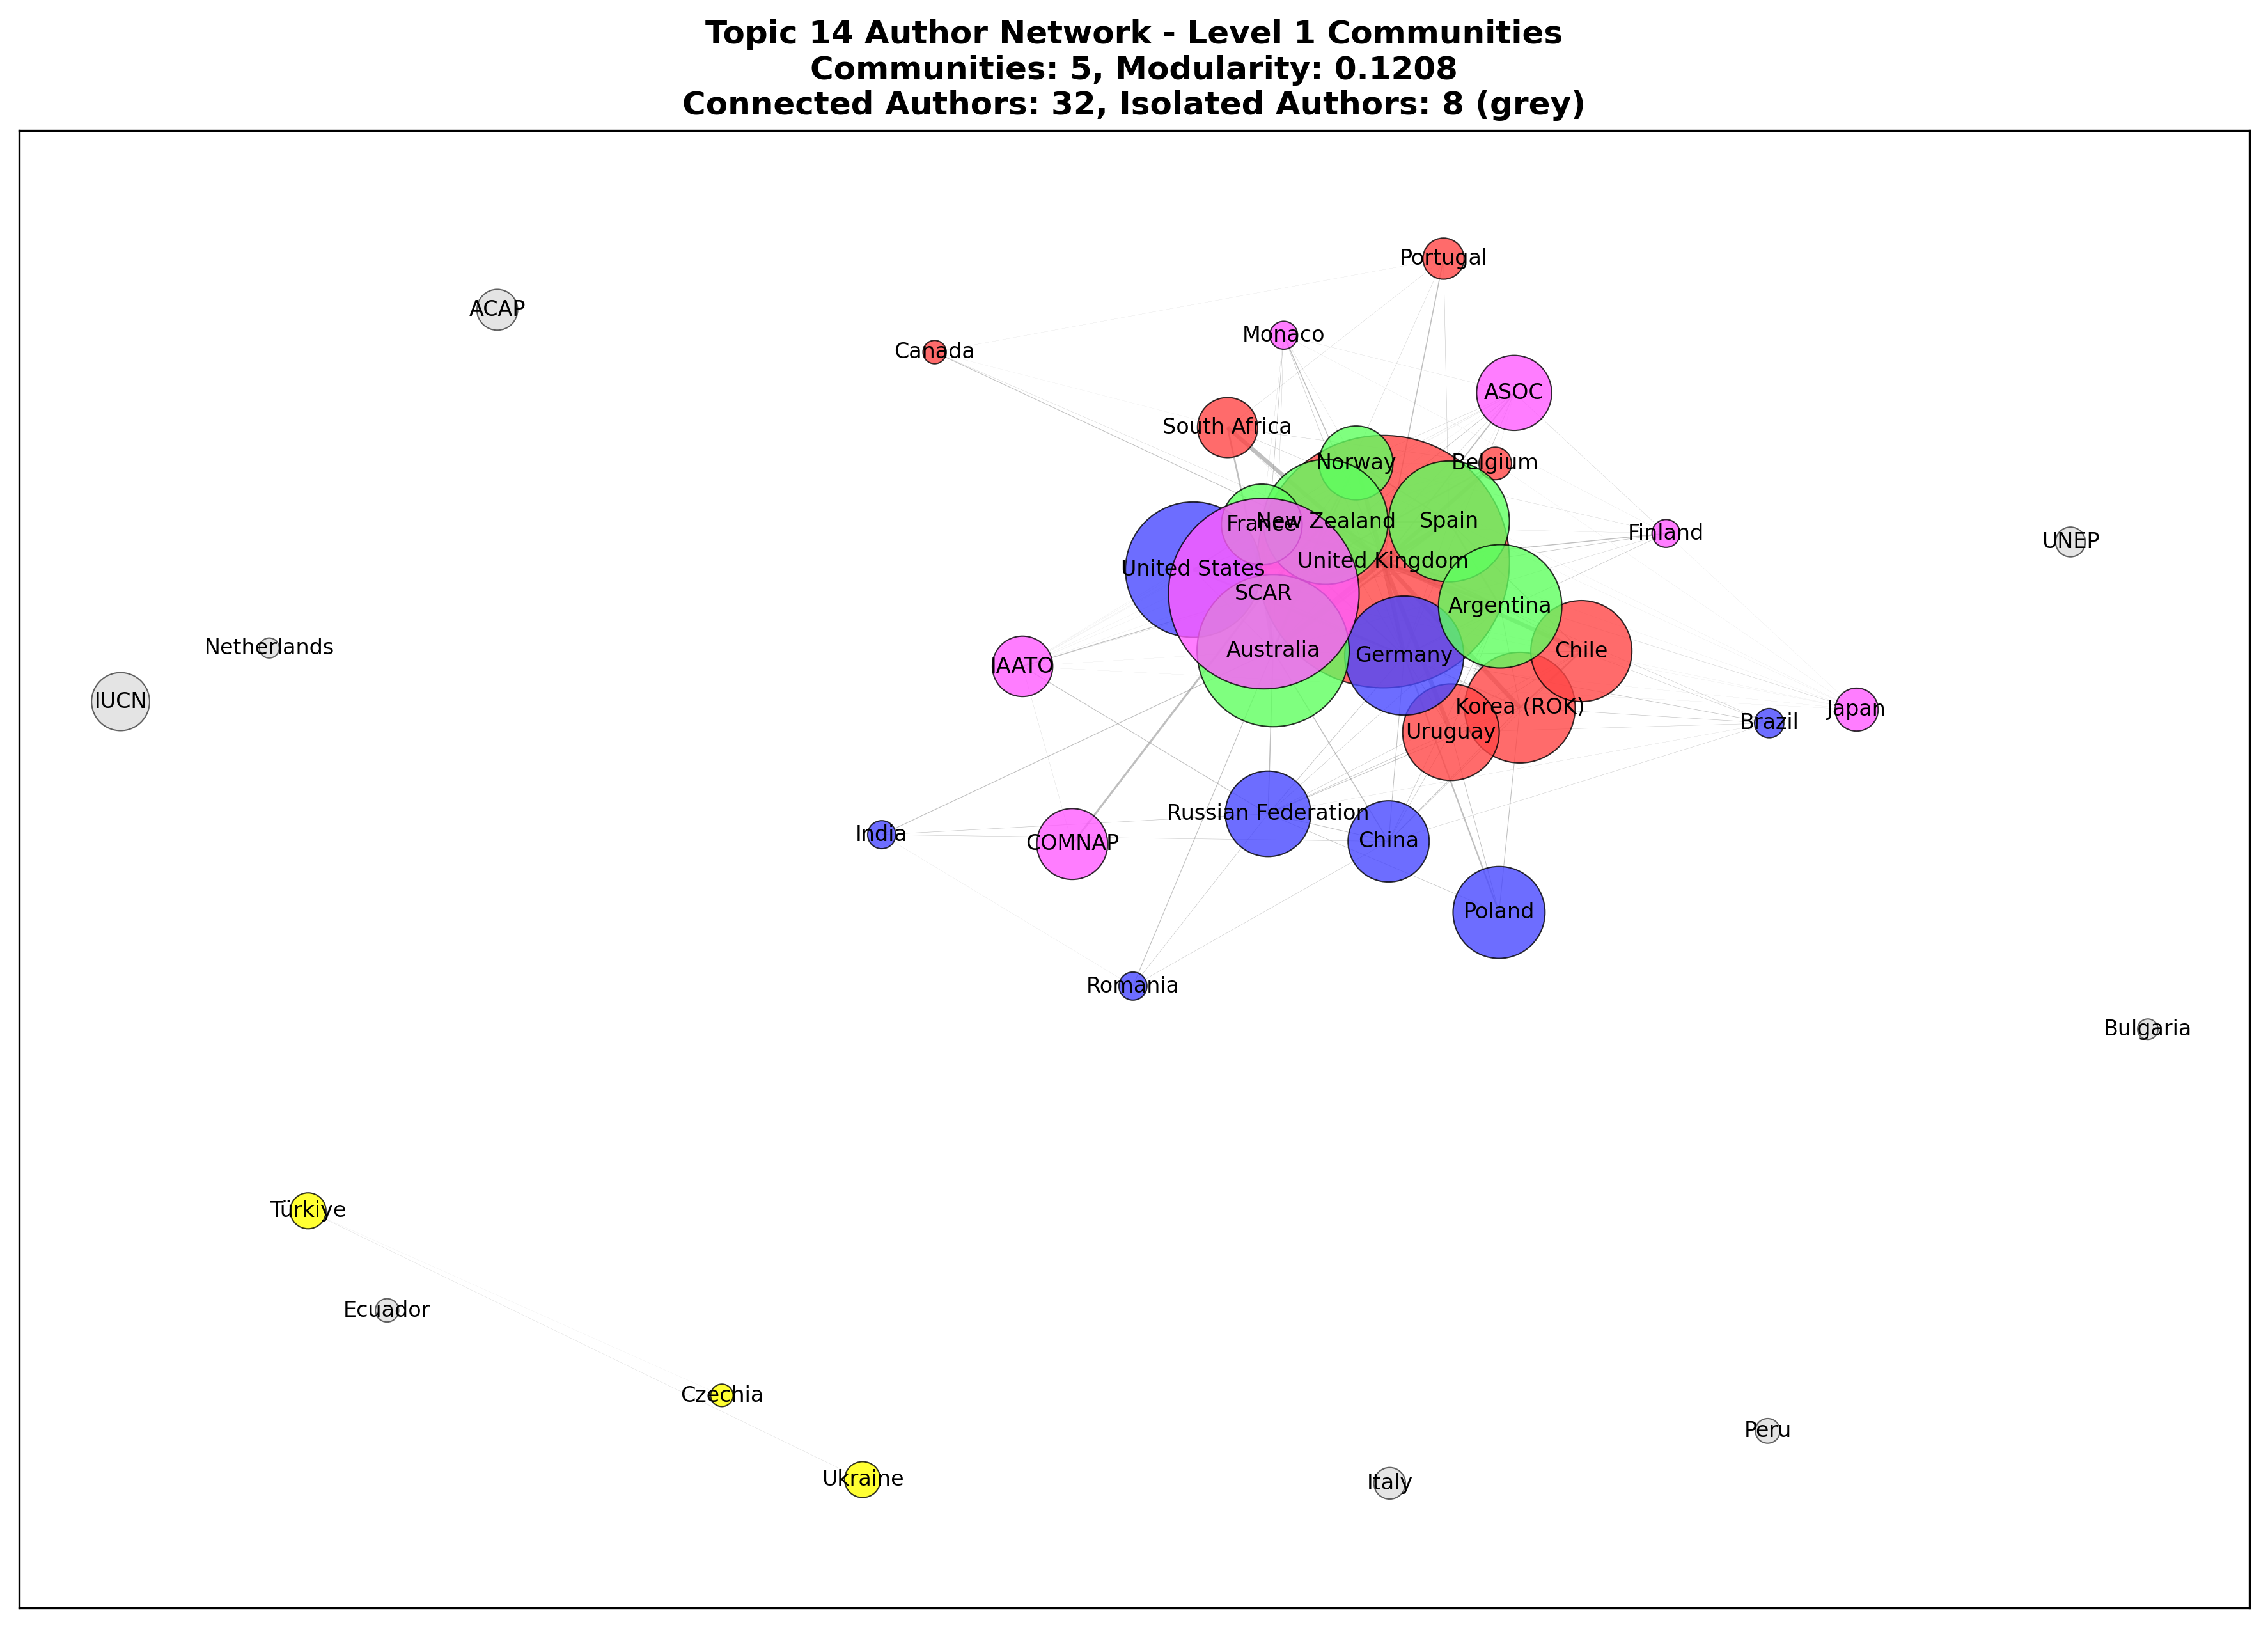 Topic 14 Author Network - Level 1 Communities
Communities: 5, Modularity: 0.1208
Connected Authors: 32, Isolated Authors: 8 (grey)
Portugal
ACAP
Monaco
Canada
ASOC
South Africa
Norway
Belgium
France
New Zealand
Spain
Finland
UNEP
United Kingdom
United States
SCAR
Argentina
Netherlands
Australia
Germany
Chile
IAATO
IUCN
Korea (ROK)
Japan
Brazil
Uruguay
Russian Federation
India
COMNAP
China
Poland
Romania
Bulgaria
Türkiye
Ecuador
Czechia
Peru
Ukraine
Italy